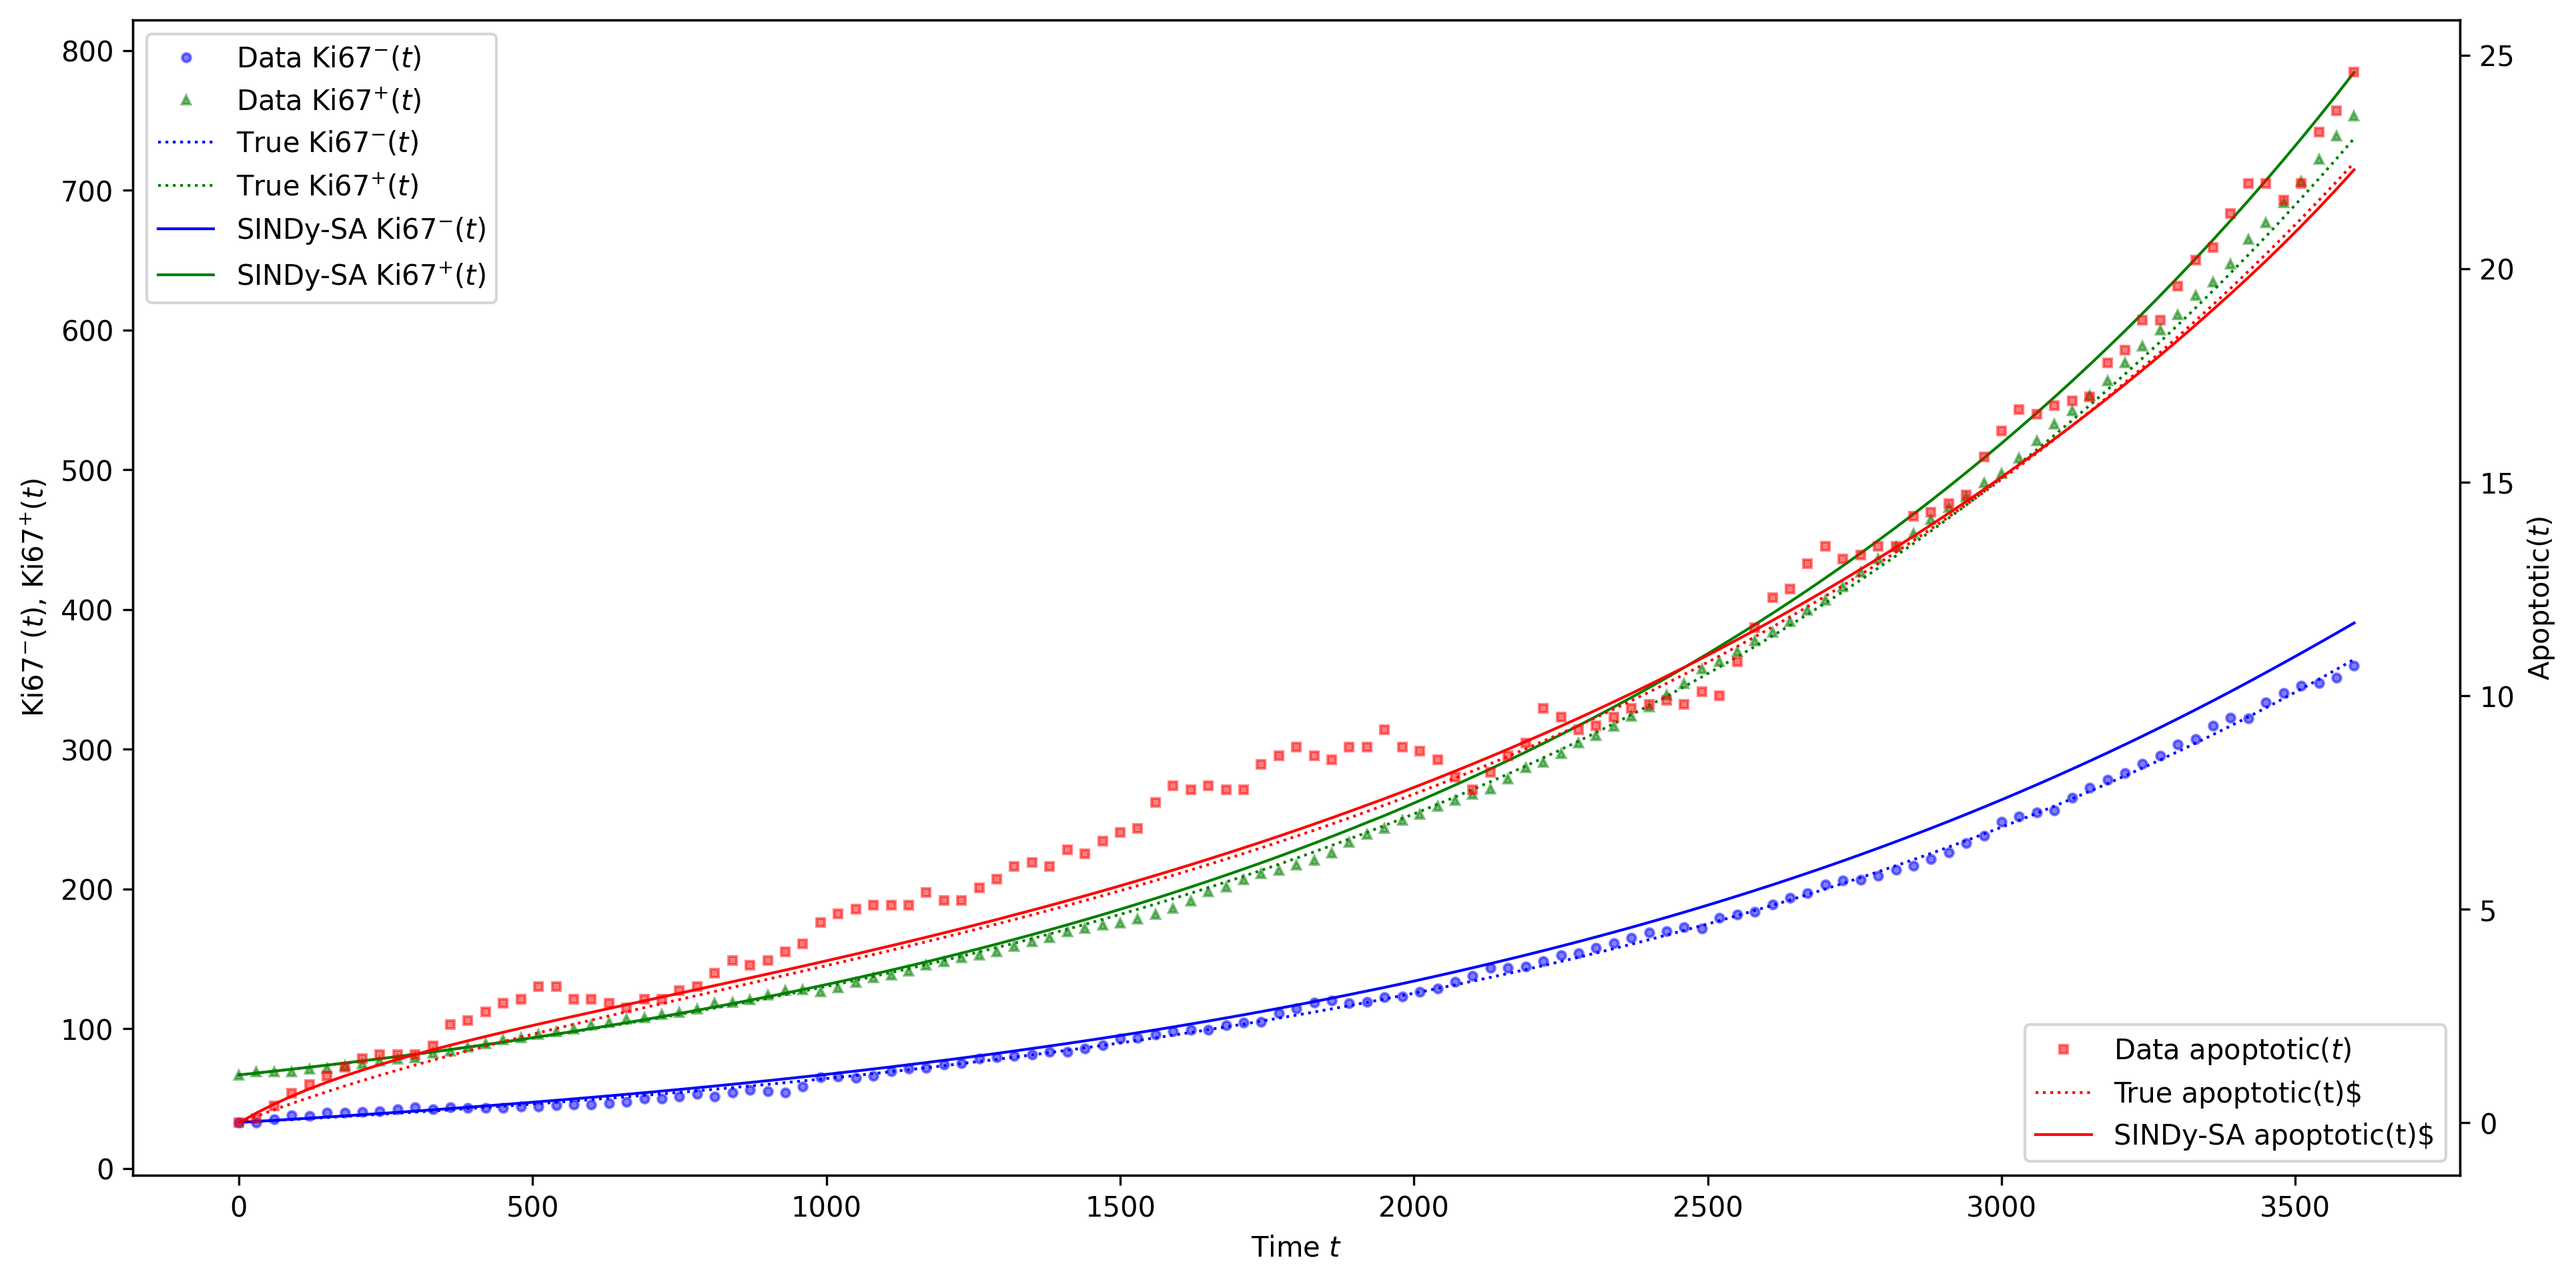 800
700
600
500
400
300
200
100
0
Ki67⁻(t), Ki67⁺(t)
Data Ki67⁻(t)
Data Ki67⁺(t)
True Ki67⁻(t)
True Ki67⁺(t)
SINDy-SA Ki67⁻(t)
SINDy-SA Ki67⁺(t)
25
20
15
10
5
0
Apoptotic(t)
Data apoptotic(t)
True apoptotic(t)$
SINDy-SA apoptotic(t)$
0 500 1000 1500 2000 2500 3000 3500
Time t